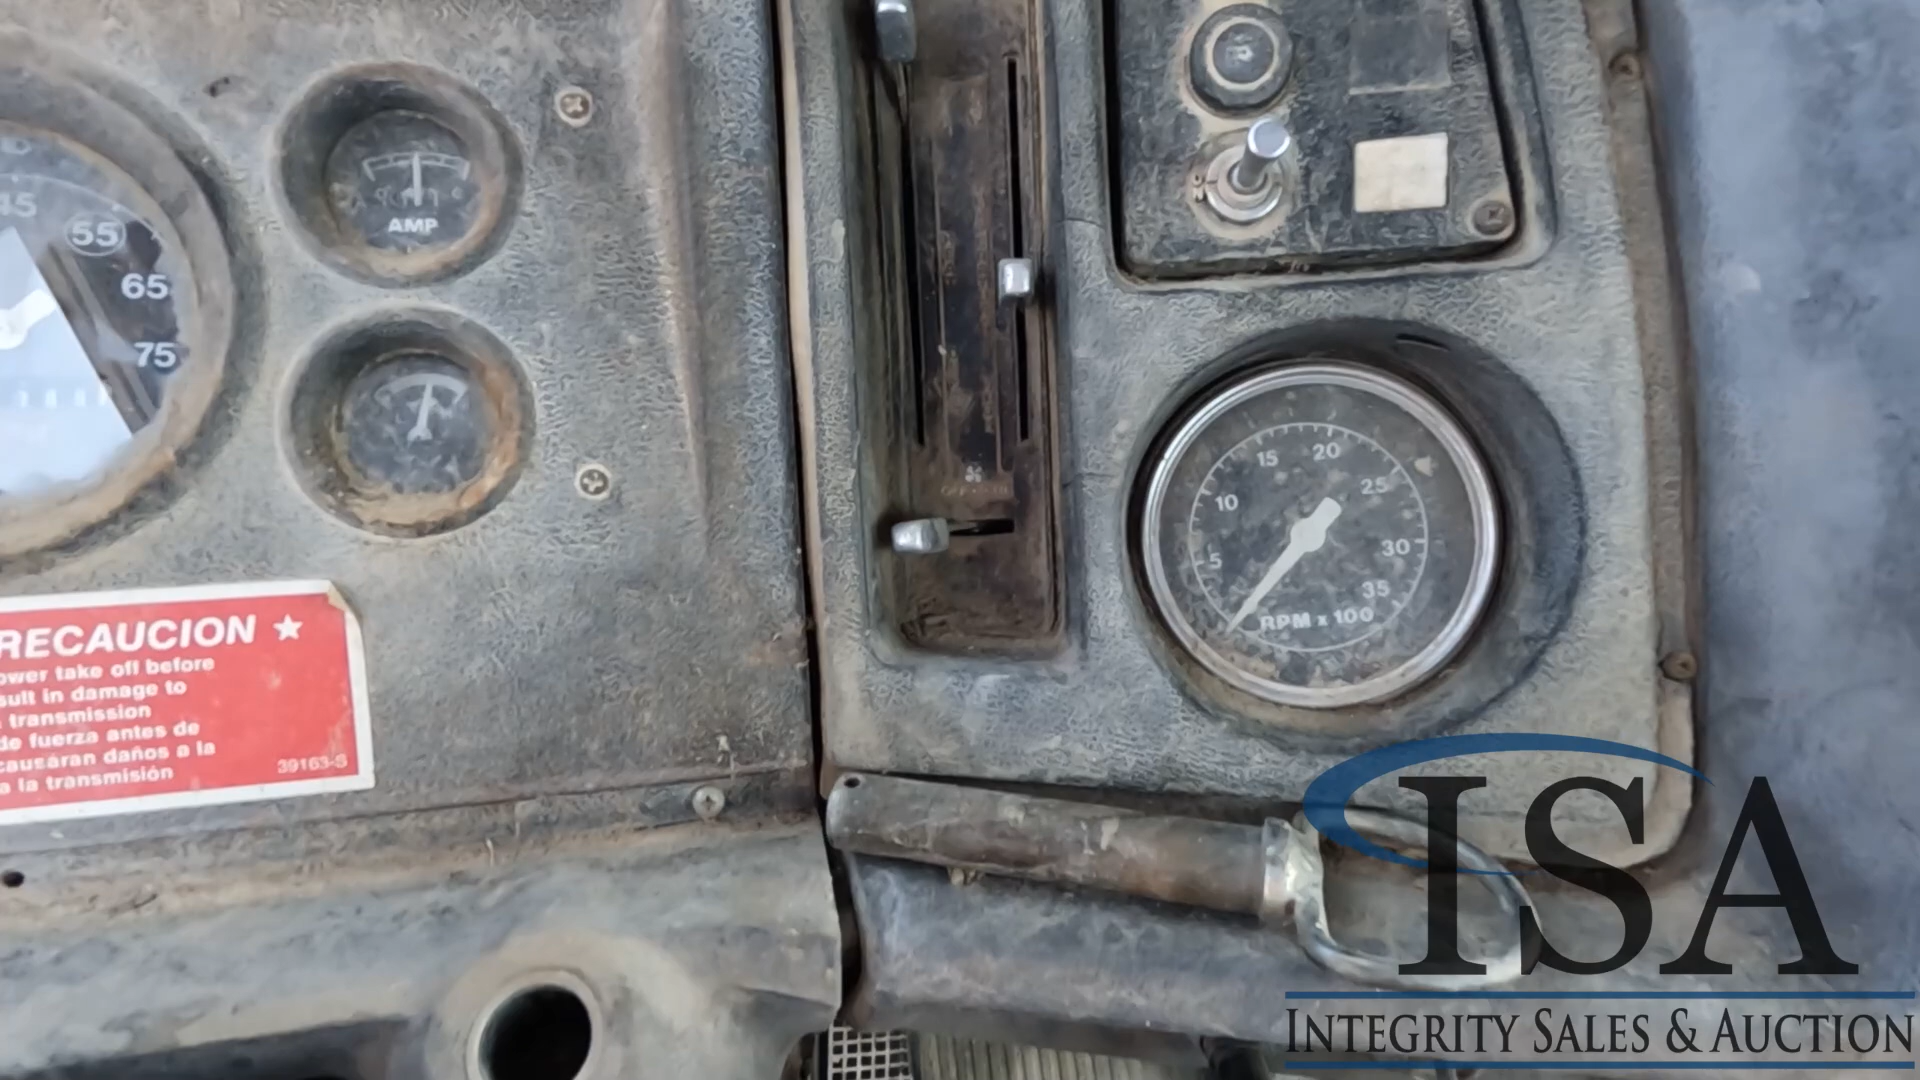 45
55
65
75
AMP
RECAUCION
ower take off before
sult in damage to
transmission
de fuerza antes de
causáran daños a la
a la transmisión
39163-S
5
10
15
20
25
30
35
RPM x 100
ISA
INTEGRITY SALES & AUCTION